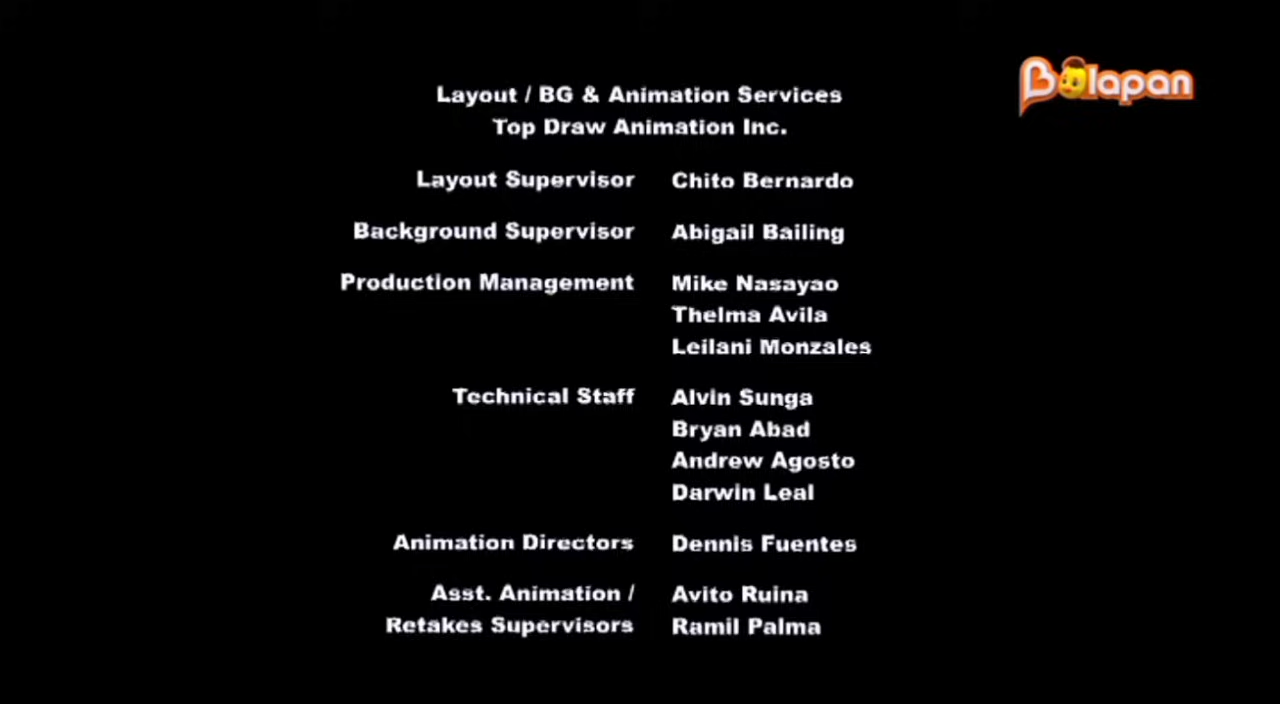 Balapan
Layout / BG & Animation Services
Top Draw Animation Inc.
Layout Supervisor Chito Bernardo
Background Supervisor Abigail Bailing
Production Management Mike Nasayao
Thelma Avila
Leilani Monzales
Technical Staff Alvin Sunga
Bryan Abad
Andrew Agosto
Darwin Leal
Animation Directors Dennis Fuentes
Asst. Animation / Avito Ruina
Retakes Supervisors Ramil Palma